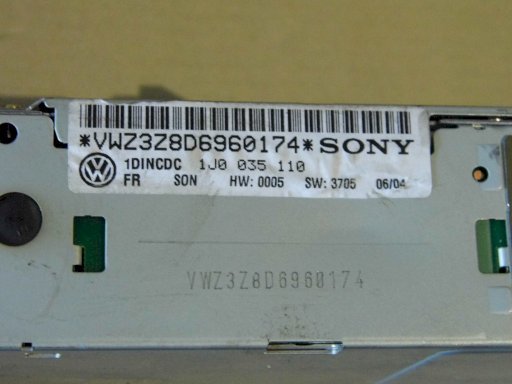 *VWZ3Z8D6960174* SONY
1DINCDC 1J0 035 110
FR SON HW: 0005 SW: 3705 06/04
VWZ3Z8D6960174